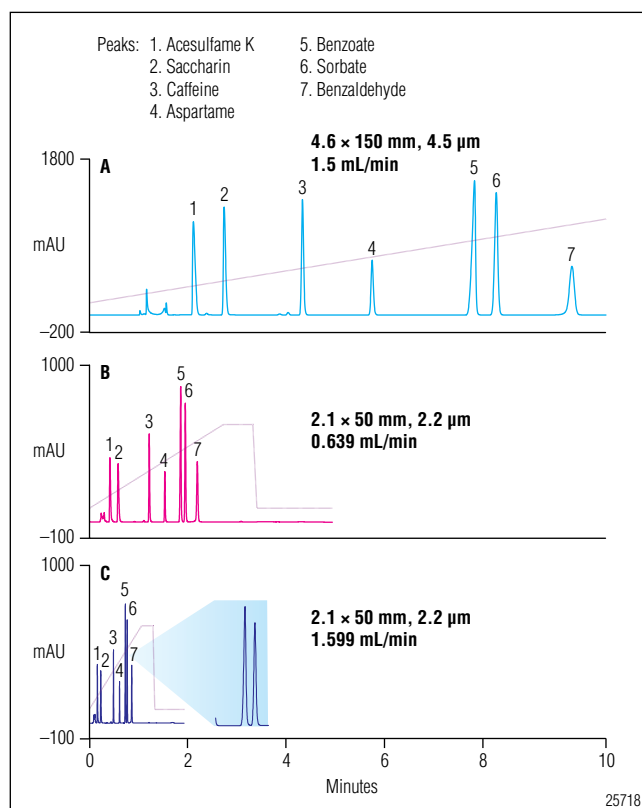 Peaks: 1. Acesulfame K 5. Benzoate
2. Saccharin 6. Sorbate
3. Caffeine 7. Benzaldehyde
4. Aspartame
1800 A 4.6 × 150 mm, 4.5 µm
1.5 mL/min
1 2 3 4 5 6 7
mAU
–200
1000 B
2.1 × 50 mm, 2.2 µm
0.639 mL/min
1 2 3 4 5 6 7
mAU
–100
1000 C
2.1 × 50 mm, 2.2 µm
1.599 mL/min
1 2 3 4 5 6 7
mAU
–100
0 2 4 6 8 10
Minutes
25718